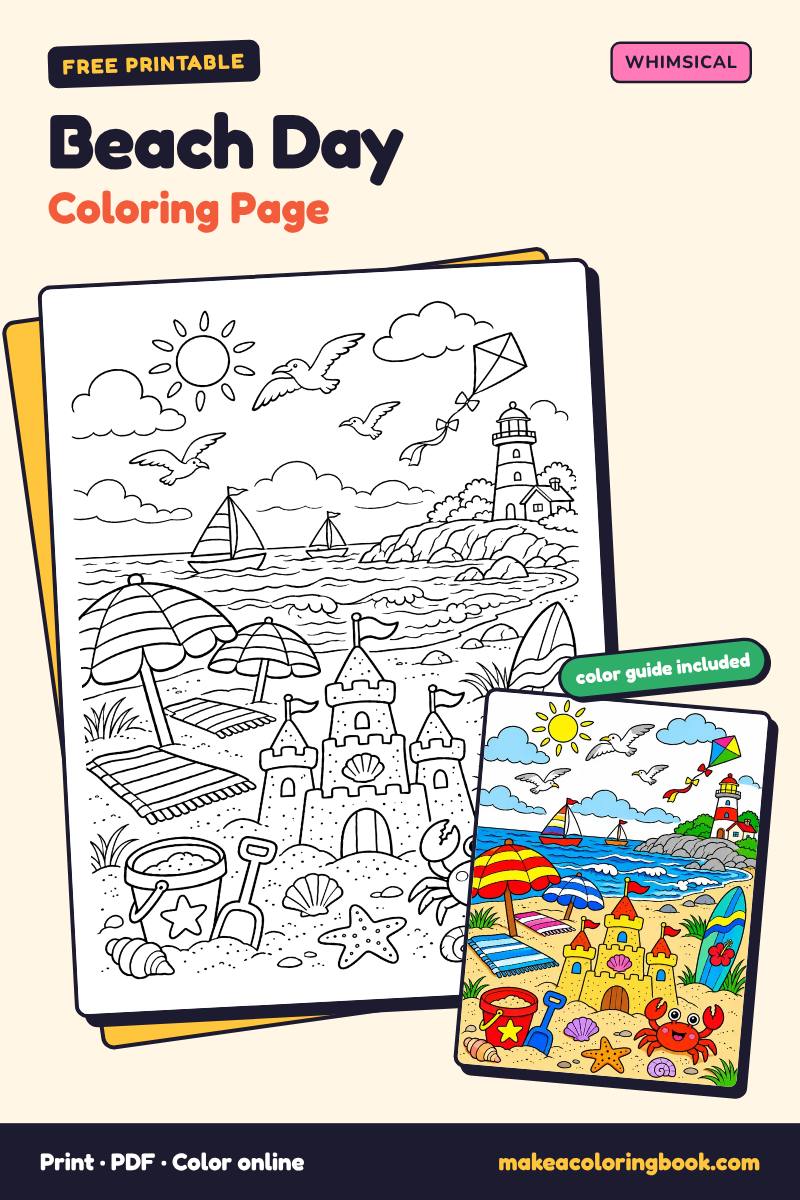 FREE PRINTABLE
WHIMSICAL
Beach Day
Coloring Page
color guide included
Print · PDF · Color online
makeacoloringbook.com